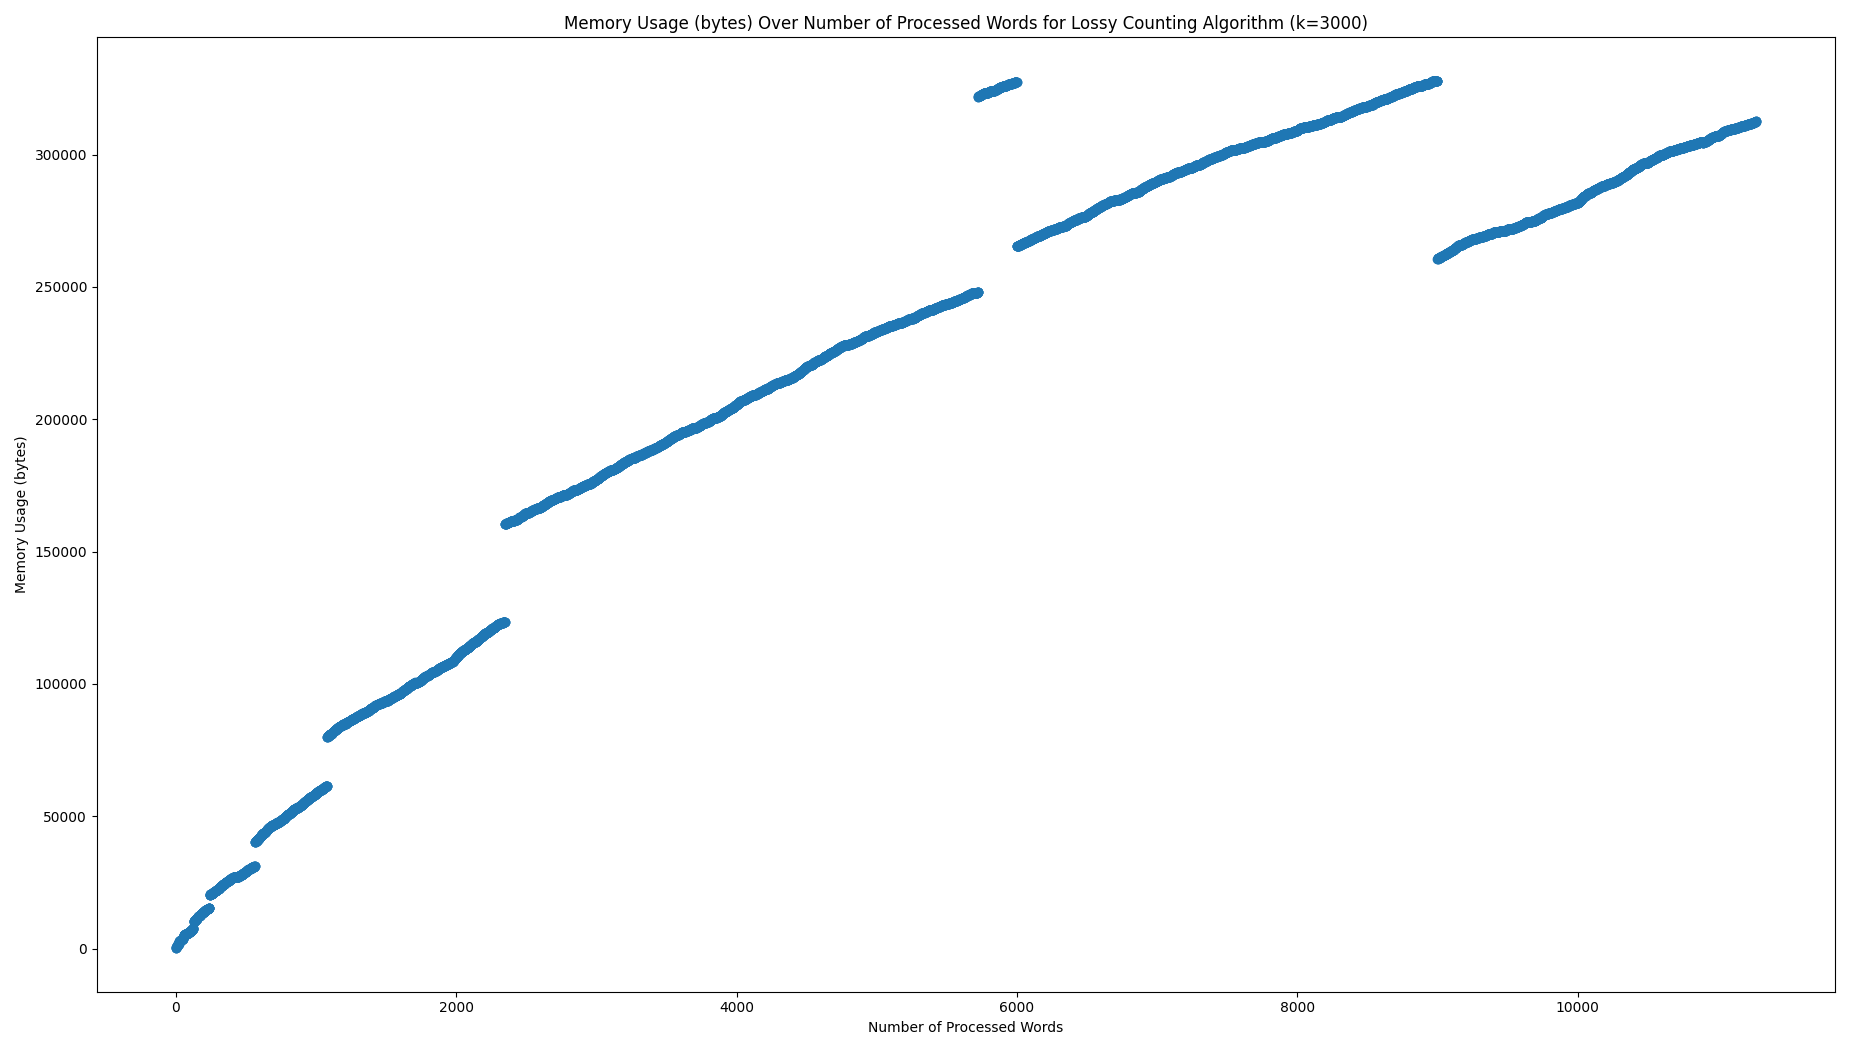 Memory Usage (bytes) Over Number of Processed Words for Lossy Counting Algorithm (k=3000)
300000
250000
200000
150000
100000
50000
0
Memory Usage (bytes)
0 2000 4000 6000 8000 10000
Number of Processed Words